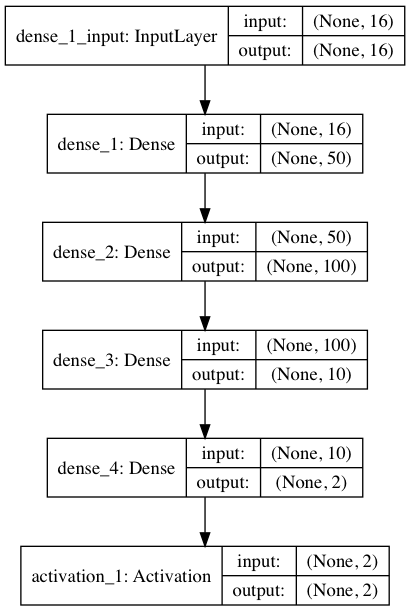 dense_1_input: InputLayer
input: (None, 16)
output: (None, 16)
dense_1: Dense
input: (None, 16)
output: (None, 50)
dense_2: Dense
input: (None, 50)
output: (None, 100)
dense_3: Dense
input: (None, 100)
output: (None, 10)
dense_4: Dense
input: (None, 10)
output: (None, 2)
activation_1: Activation
input: (None, 2)
output: (None, 2)